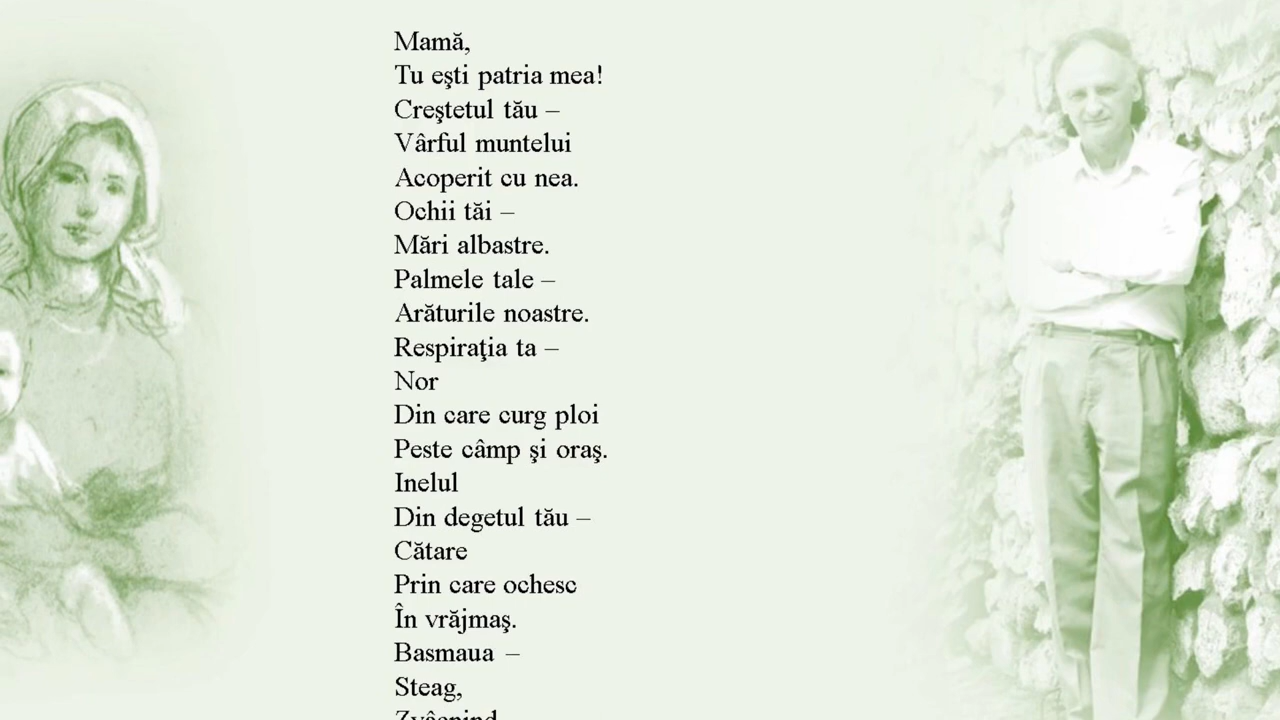 Mamă,
Tu eşti patria mea!
Creştetul tău –
Vârful muntelui
Acoperit cu nea.
Ochii tăi –
Mări albastre.
Palmele tale –
Arăturile noastre.
Respiraţia ta –
Nor
Din care curg ploi
Peste câmp şi oraş.
Inelul
Din degetul tău –
Cătare
Prin care ochesc
În vrăjmaş.
Basmaua –
Steag,